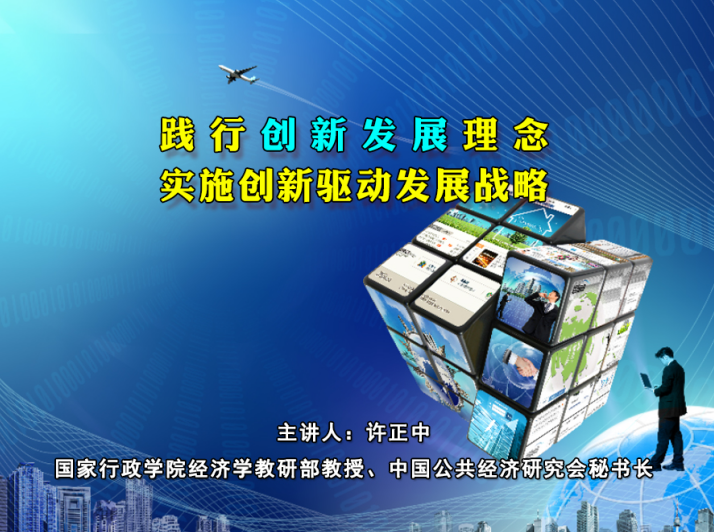 践行创新发展理念
实施创新驱动发展战略
主讲人：许正中
国家行政学院经济学教研部教授、中国公共经济研究会秘书长